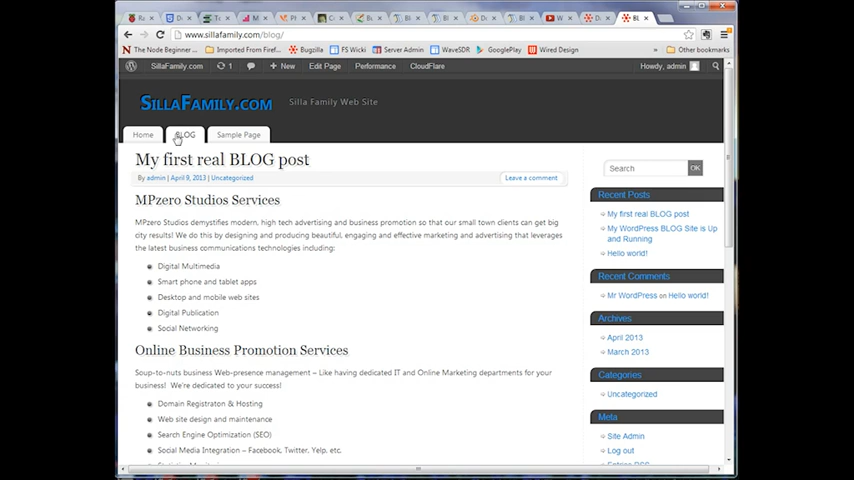 www.sillafamily.com/blog/
The Node Beginner ... Imported From Firef... Bugzilla FS Wicki Server Admin WaveSDR GooglePlay Wired Design Other bookmarks
SillaFamily.com 1 New Edit Page Performance CloudFlare Howdy, admin
SILLAFAMILY.COM Silla Family Web Site
Home BLOG Sample Page
My first real BLOG post
By admin | April 9, 2013 | Uncategorized Leave a comment
MPzero Studios Services
MPzero Studios demystifies modern, high tech advertising and business promotion so that our small town clients can get big
city results! We do this by designing and producing beautiful, engaging and effective marketing and advertising that leverages
the latest business communications technologies including:
Digital Multimedia
Smart phone and tablet apps
Desktop and mobile web sites
Digital Publication
Social Networking
Online Business Promotion Services
Soup-to-nuts business Web-presence management – Like having dedicated IT and Online Marketing departments for your
business! We're dedicated to your success!
Domain Registraton & Hosting
Web site design and maintenance
Search Engine Optimization (SEO)
Social Media Integration – Facebook, Twitter, Yelp, etc.
Search OK
Recent Posts
My first real BLOG post
My WordPress BLOG Site is Up
and Running
Hello world!
Recent Comments
Mr WordPress on Hello world!
Archives
April 2013
March 2013
Categories
Uncategorized
Meta
Site Admin
Log out